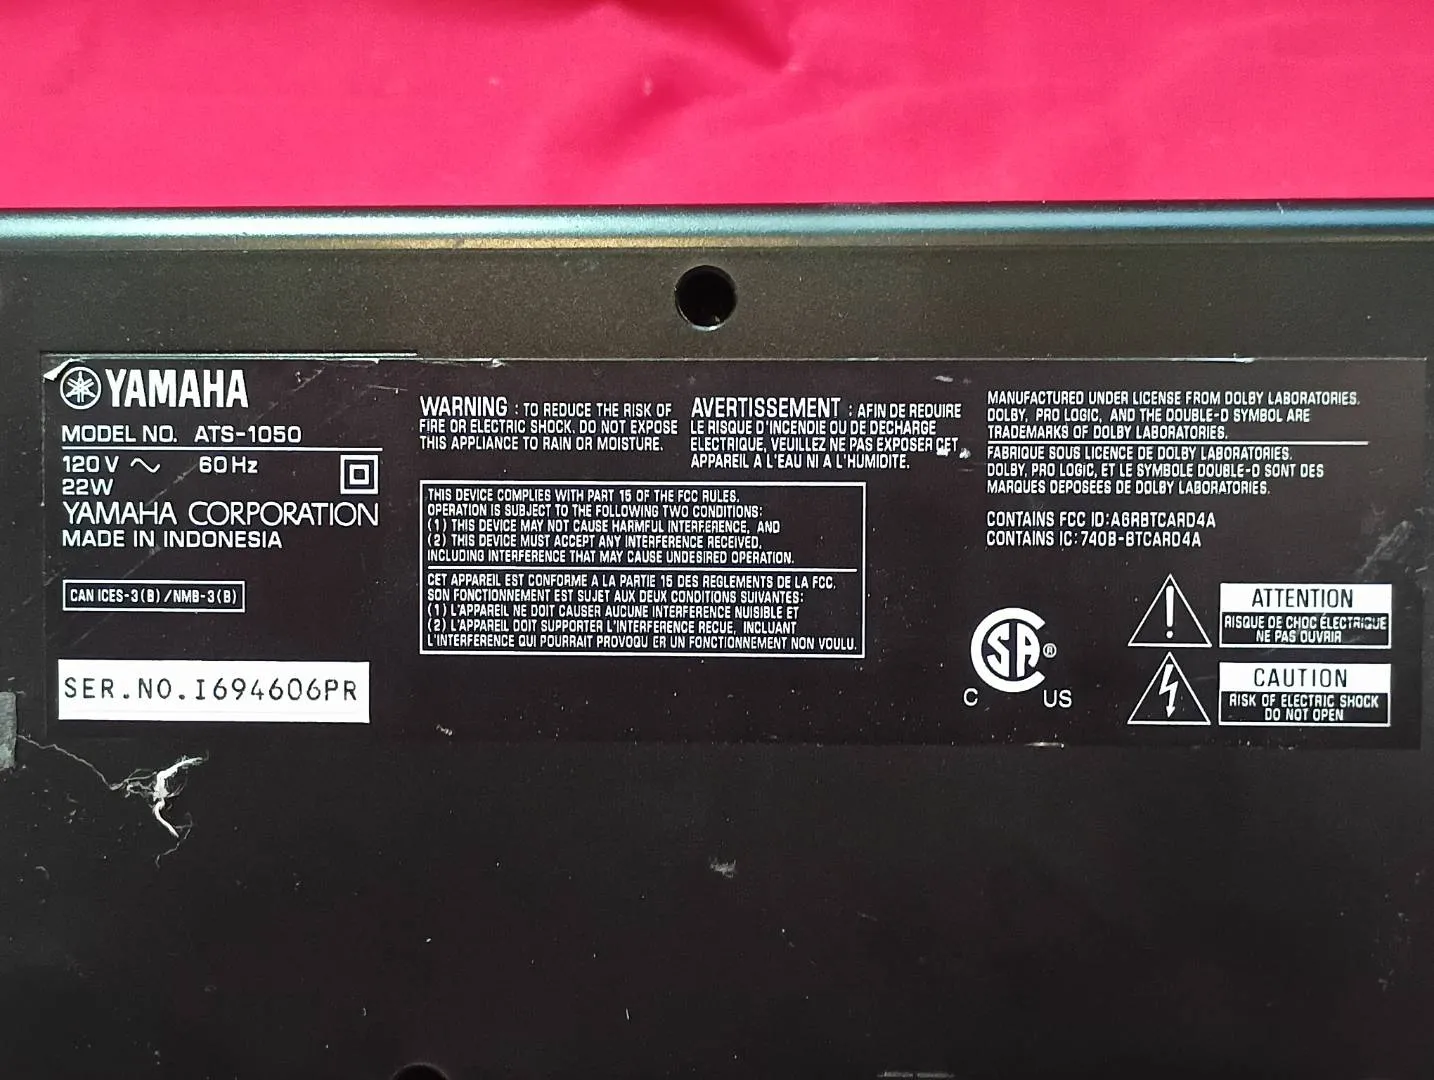 YAMAHA
MODEL NO. ATS-1050
120 V ~ 60 Hz
22W
YAMAHA CORPORATION
MADE IN INDONESIA
CAN ICES-3(B)/NMB-3(B)
SER.NO.I694606PR
WARNING : TO REDUCE THE RISK OF
FIRE OR ELECTRIC SHOCK. DO NOT EXPOSE
THIS APPLIANCE TO RAIN OR MOISTURE.
AVERTISSEMENT : AFIN DE REDUIRE
LE RISQUE D'INCENDIE OU DE DECHARGE
ELECTRIQUE, VEUILLEZ NE PAS EXPOSER CET
APPAREIL A L'EAU NI A L'HUMIDITE.
THIS DEVICE COMPLIES WITH PART 15 OF THE FCC RULES.
OPERATION IS SUBJECT TO THE FOLLOWING TWO CONDITIONS:
(1) THIS DEVICE MAY NOT CAUSE HARMFUL INTERFERENCE, AND
(2) THIS DEVICE MUST ACCEPT ANY INTERFERENCE RECEIVED,
INCLUDING INTERFERENCE THAT MAY CAUSE UNDESIRED OPERATION.
CET APPAREIL EST CONFORME A LA PARTIE 15 DES REGLEMENTS DE LA FCC.
SON FONCTIONNEMENT EST SUJET AUX DEUX CONDITIONS SUIVANTES:
(1) L'APPAREIL NE DOIT CAUSER AUCUNE INTERFERENCE NUISIBLE ET
(2) L'APPAREIL DOIT SUPPORTER L'INTERFERENCE RECUE, INCLUANT
L'INTERFERENCE QUI POURRAIT PROVOQU ER UN FONCTIONNEMENT NON VOULU.
MANUFACTURED UNDER LICENSE FROM DOLBY LABORATORIES.
DOLBY, PRO LOGIC, AND THE DOUBLE-D SYMBOL ARE
TRADEMARKS OF DOLBY LABORATORIES.
FABRIQUE SOUS LICENCE DE DOLBY LABORATORIES.
DOLBY, PRO LOGIC, ET LE SYMBOLE DOUBLE-D SONT DES
MARQUES DEPOSEES DE DOLBY LABORATORIES.
CONTAINS FCC ID:A6RBTCARD4A
CONTAINS IC:740B-BTCARD4A
CSA®
C US
ATTENTION
RISQUE DE CHOC ÉLECTRIQUE
NE PAS OUVRIR
CAUTION
RISK OF ELECTRIC SHOCK
DO NOT OPEN